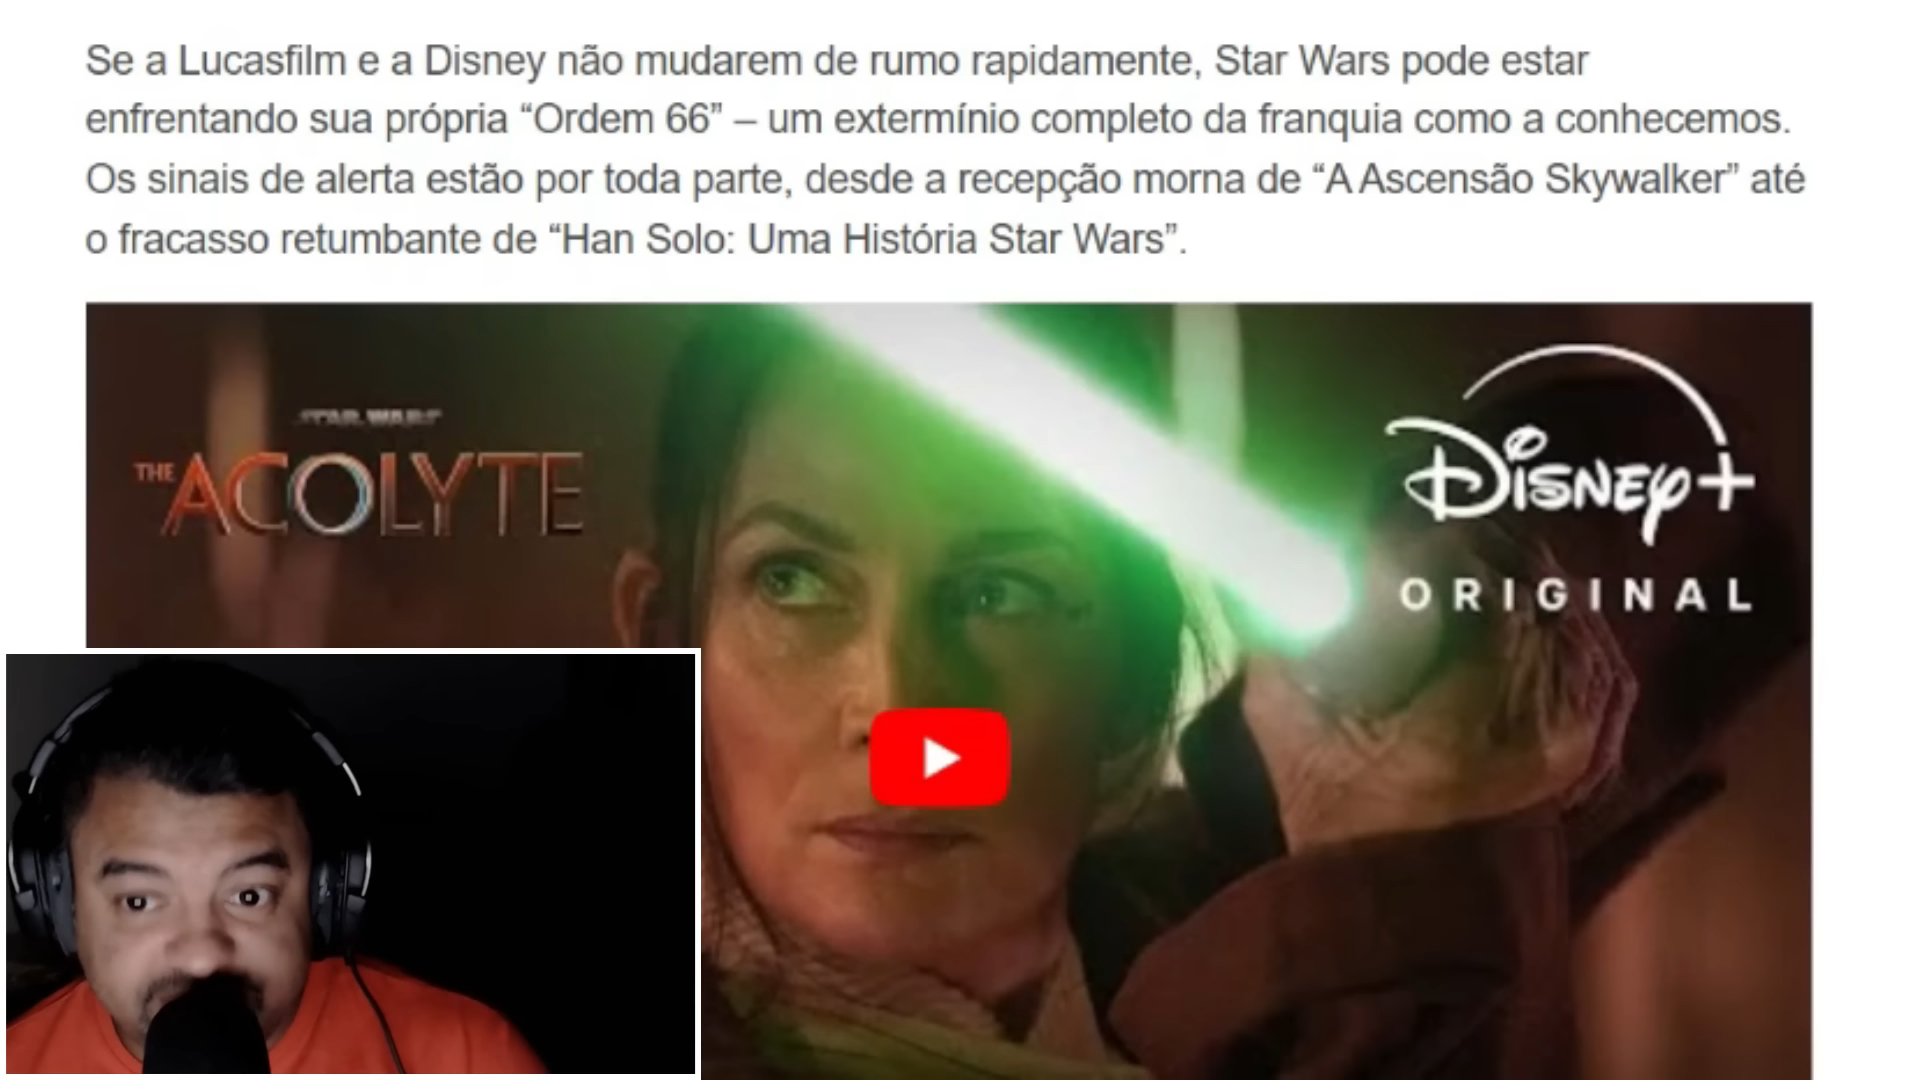 Se a Lucasfilm e a Disney não mudarem de rumo rapidamente, Star Wars pode estar
enfrentando sua própria “Ordem 66” – um extermínio completo da franquia como a conhecemos.
Os sinais de alerta estão por toda parte, desde a recepção morna de “A Ascensão Skywalker” até
o fracasso retumbante de “Han Solo: Uma História Star Wars”.
STAR WARS
THE ACOLYTE
Disney+
ORIGINAL